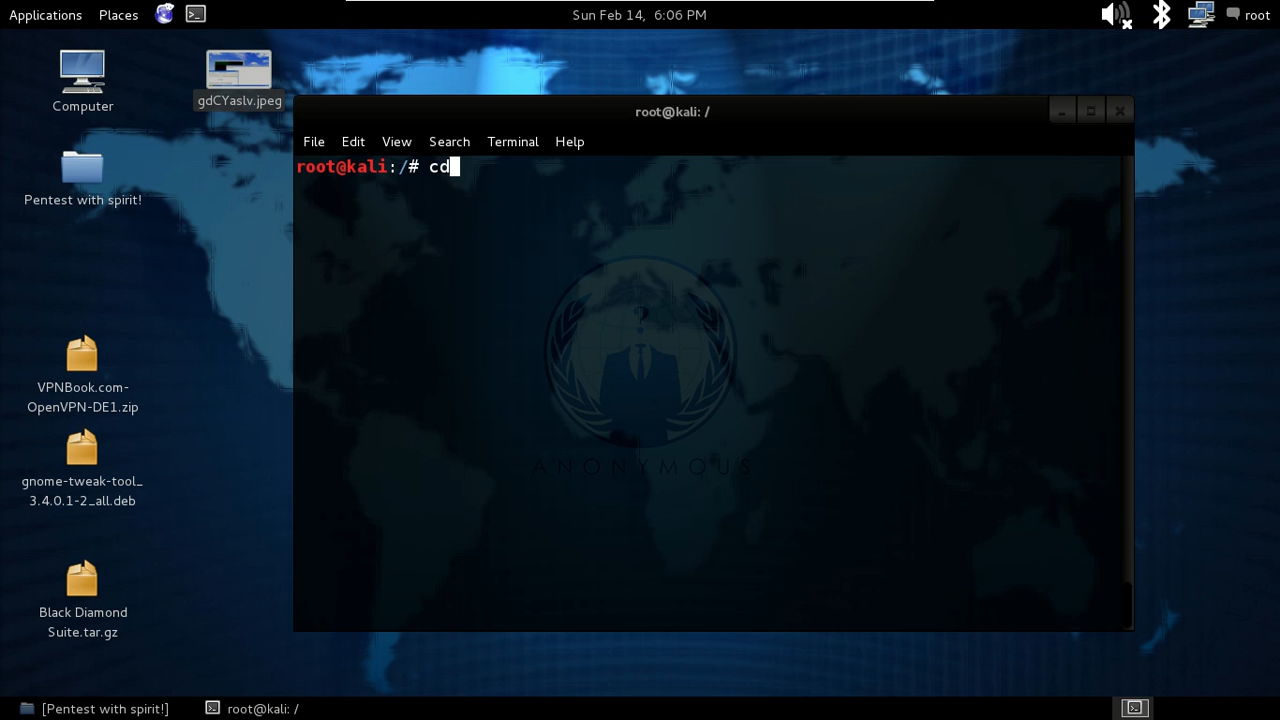 Applications Places Sun Feb 14, 6:06 PM root
Computer
gdCYaslv.jpeg
Pentest with spirit!
VPNBook.com-
OpenVPN-DE1.zip
gnome-tweak-tool_
3.4.0.1-2_all.deb
Black Diamond
Suite.tar.gz
root@kali: /
File Edit View Search Terminal Help
root@kali:/# cd
?
ANONYMOUS
[Pentest with spirit!] root@kali: /